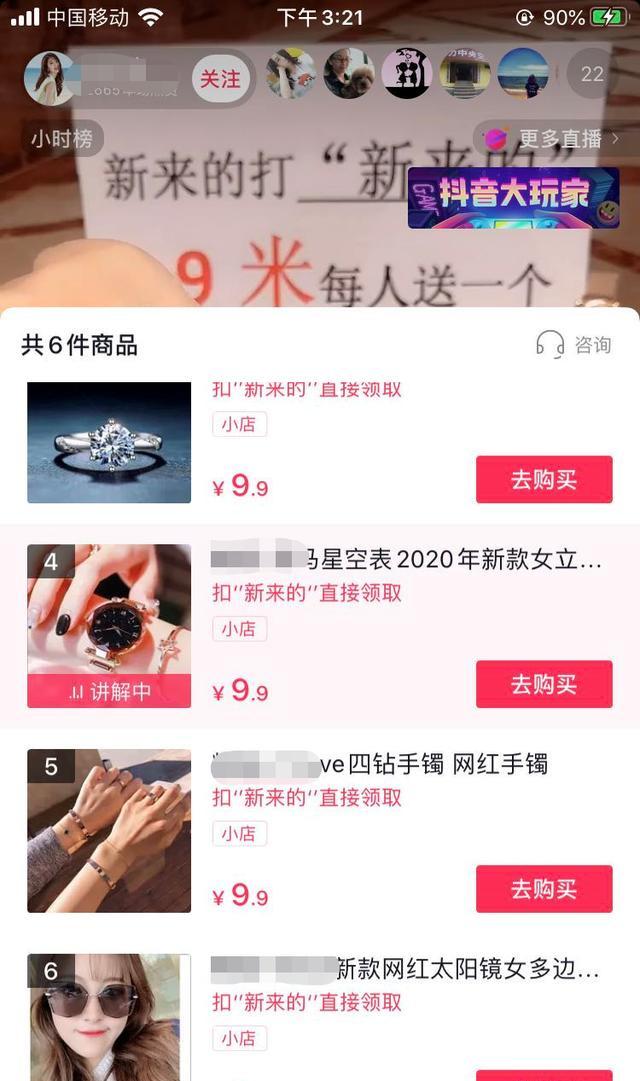 中国移动
下午3:21
90%
关注
22
小时榜
更多直播
新来的打“新来的”
抖音大玩家
GAM
9米每人送一个
共6件商品
咨询
扣‘’新来的‘’直接领取
小店
¥9.9
去购买
4
马星空表2020年新款女立...
扣‘’新来的‘’直接领取
小店
讲解中
¥9.9
去购买
5
ve四钻手镯 网红手镯
扣‘’新来的‘’直接领取
小店
¥9.9
去购买
6
新款网红太阳镜女多边...
扣‘’新来的‘’直接领取
小店